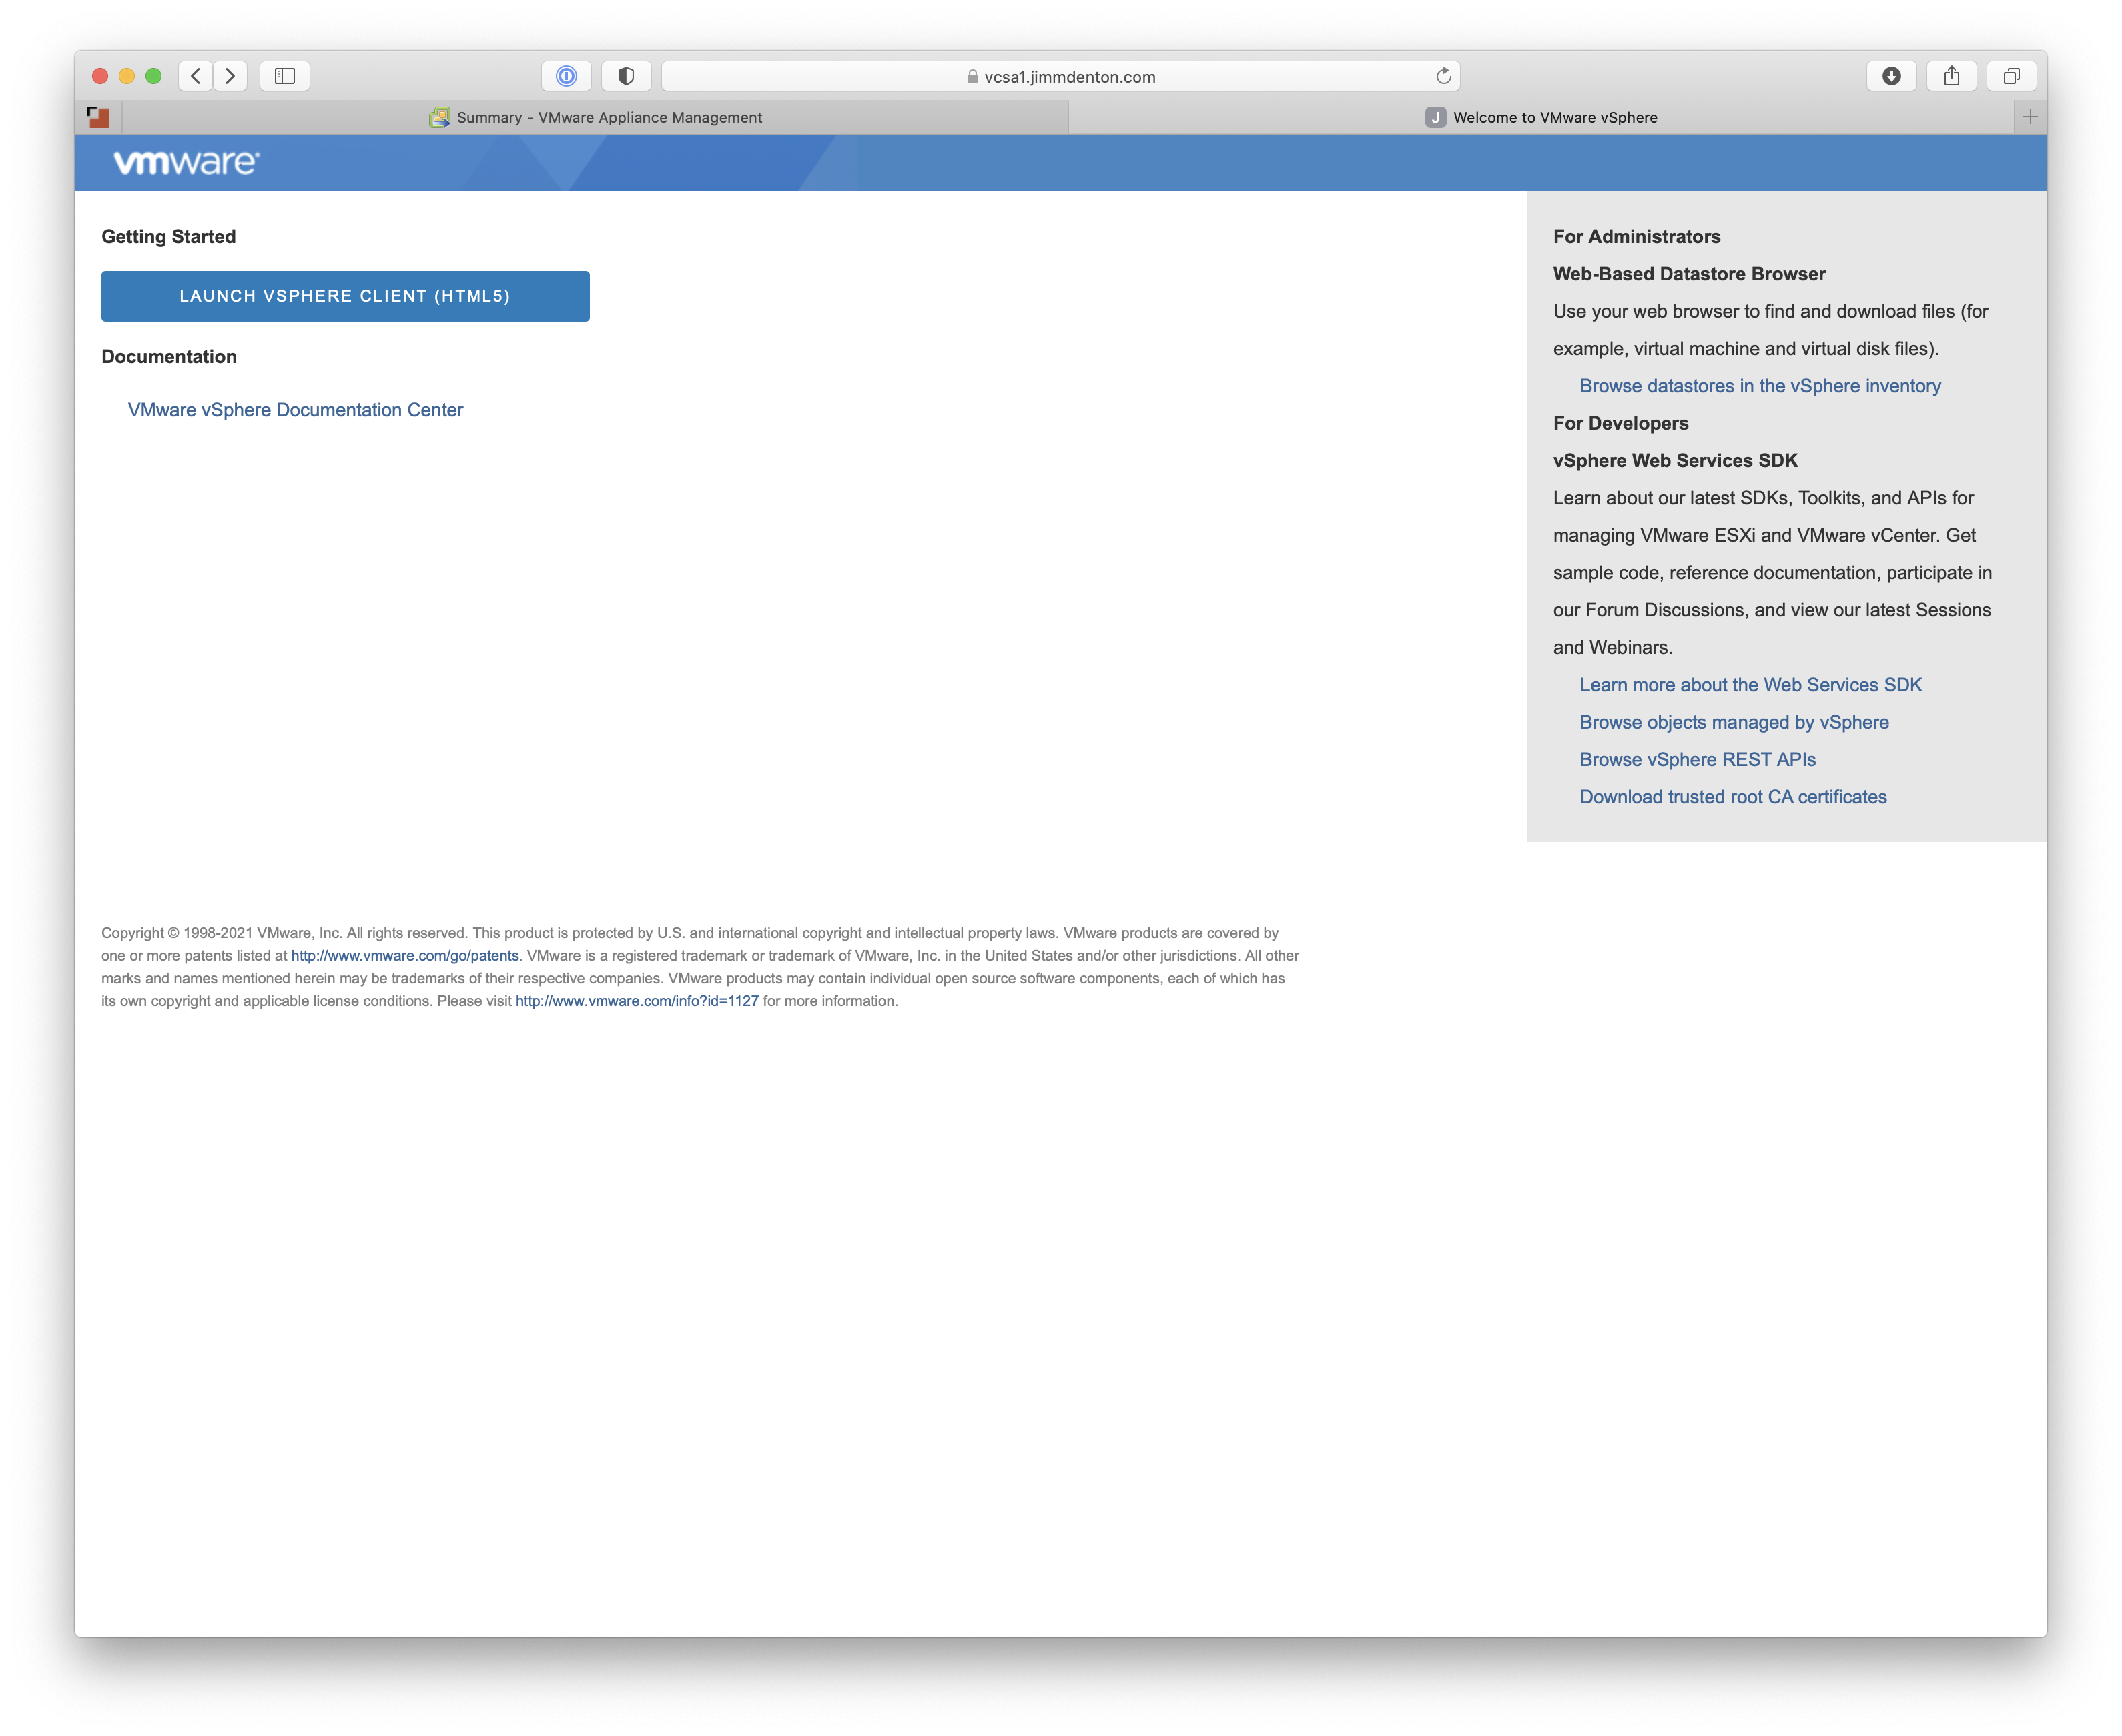 vcsa1.jimmdenton.com
Summary - VMware Appliance Management
J Welcome to VMware vSphere
vmware®
Getting Started
LAUNCH VSPHERE CLIENT (HTML5)
Documentation
VMware vSphere Documentation Center
For Administrators
Web-Based Datastore Browser
Use your web browser to find and download files (for
example, virtual machine and virtual disk files).
Browse datastores in the vSphere inventory
For Developers
vSphere Web Services SDK
Learn about our latest SDKs, Toolkits, and APIs for
managing VMware ESXi and VMware vCenter. Get
sample code, reference documentation, participate in
our Forum Discussions, and view our latest Sessions
and Webinars.
Learn more about the Web Services SDK
Browse objects managed by vSphere
Browse vSphere REST APIs
Download trusted root CA certificates
Copyright © 1998-2021 VMware, Inc. All rights reserved. This product is protected by U.S. and international copyright and intellectual property laws. VMware products are covered by
one or more patents listed at http://www.vmware.com/go/patents. VMware is a registered trademark or trademark of VMware, Inc. in the United States and/or other jurisdictions. All other
marks and names mentioned herein may be trademarks of their respective companies. VMware products may contain individual open source software components, each of which has
its own copyright and applicable license conditions. Please visit http://www.vmware.com/info?id=1127 for more information.